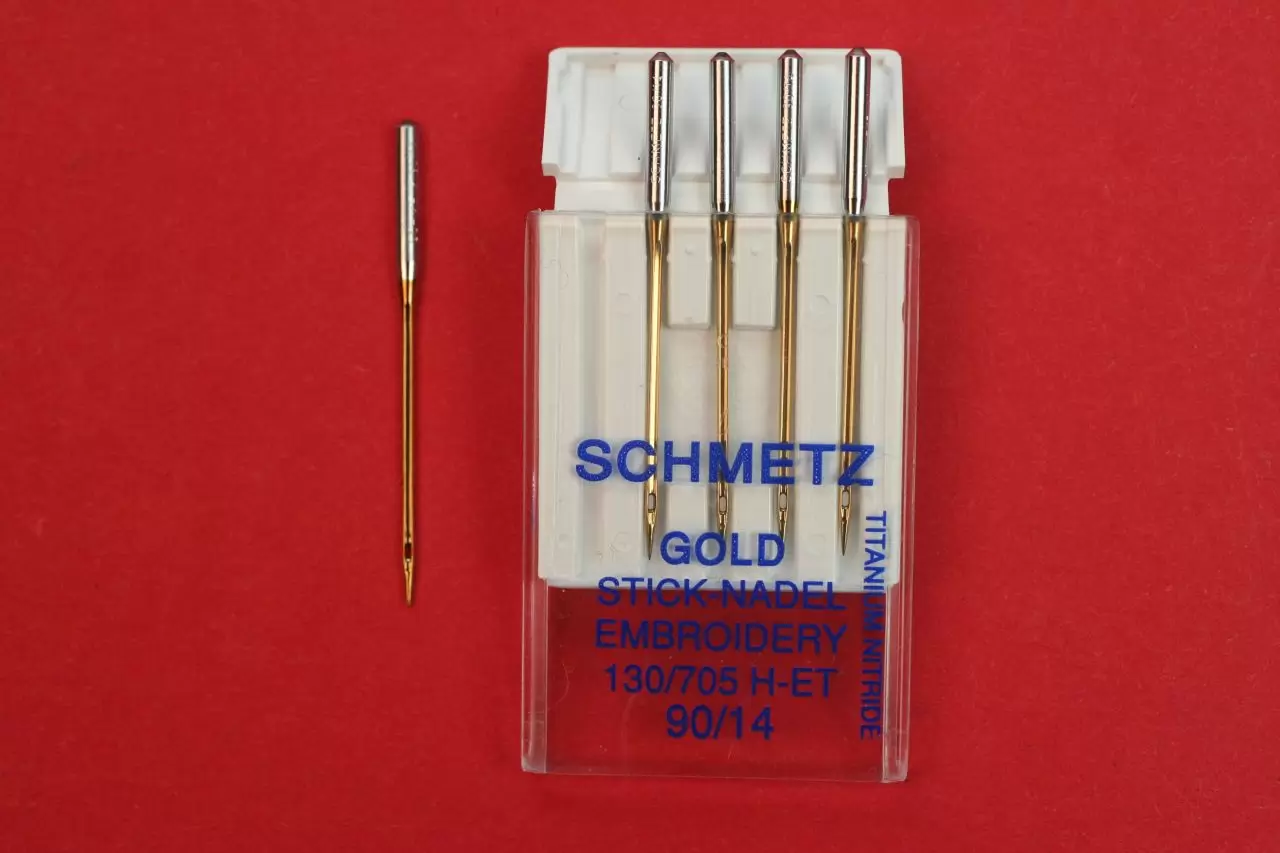 SCHMETZ
GOLD
STICK-NADEL
EMBROIDERY
130/705 H-ET
90/14
TITANIUM NITRIDE